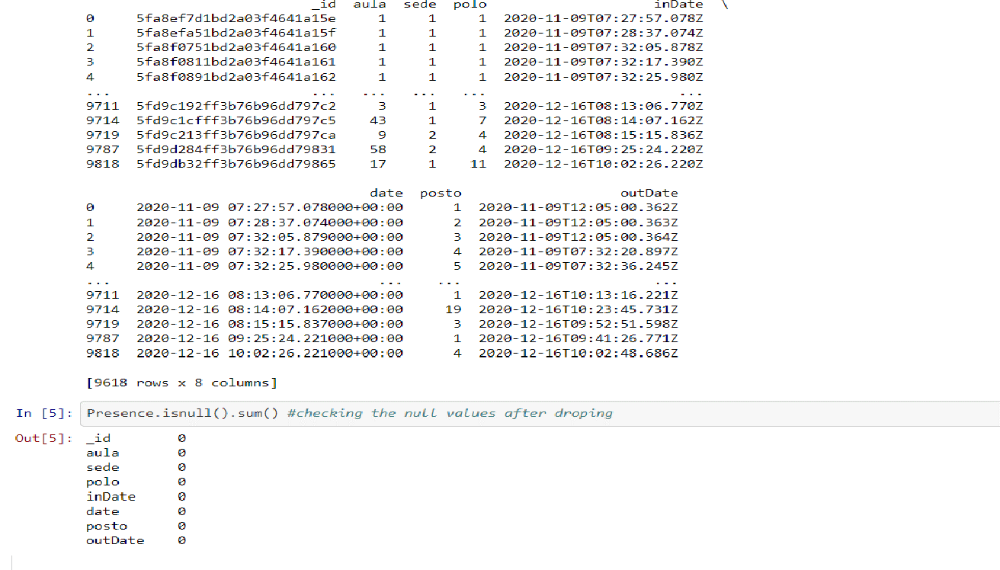 _id aula sede polo inDate \
0 5fa8ef7d1bd2a03f4641a15e 1 1 1 2020-11-09T07:27:57.078Z
1 5fa8efa51bd2a03f4641a15f 1 1 1 2020-11-09T07:28:37.074Z
2 5fa8f0751bd2a03f4641a160 1 1 1 2020-11-09T07:32:05.878Z
3 5fa8f0811bd2a03f4641a161 1 1 1 2020-11-09T07:32:17.390Z
4 5fa8f0891bd2a03f4641a162 1 1 1 2020-11-09T07:32:25.980Z
... ... ... ... ... ...
9711 5fd9c192ff3b76b96dd797c2 3 1 3 2020-12-16T08:13:06.770Z
9714 5fd9c1cfff3b76b96dd797c5 43 1 7 2020-12-16T08:14:07.162Z
9719 5fd9c213ff3b76b96dd797ca 9 2 4 2020-12-16T08:15:15.836Z
9787 5fd9d284ff3b76b96dd79831 58 2 4 2020-12-16T09:25:24.220Z
9818 5fd9db32ff3b76b96dd79865 17 1 11 2020-12-16T10:02:26.220Z
date posto outDate
0 2020-11-09 07:27:57.078000+00:00 1 2020-11-09T12:05:00.362Z
1 2020-11-09 07:28:37.074000+00:00 2 2020-11-09T12:05:00.363Z
2 2020-11-09 07:32:05.879000+00:00 3 2020-11-09T12:05:00.364Z
3 2020-11-09 07:32:17.390000+00:00 4 2020-11-09T07:32:20.897Z
4 2020-11-09 07:32:25.980000+00:00 5 2020-11-09T07:32:36.245Z
... ... ... ...
9711 2020-12-16 08:13:06.770000+00:00 1 2020-12-16T10:13:16.221Z
9714 2020-12-16 08:14:07.162000+00:00 19 2020-12-16T10:23:45.731Z
9719 2020-12-16 08:15:15.837000+00:00 3 2020-12-16T09:52:51.598Z
9787 2020-12-16 09:25:24.221000+00:00 1 2020-12-16T09:41:26.771Z
9818 2020-12-16 10:02:26.221000+00:00 4 2020-12-16T10:02:48.686Z
[9618 rows x 8 columns]
In [5]: Presence.isnull().sum() #checking the null values after droping
Out[5]: _id 0
aula 0
sede 0
polo 0
inDate 0
date 0
posto 0
outDate 0